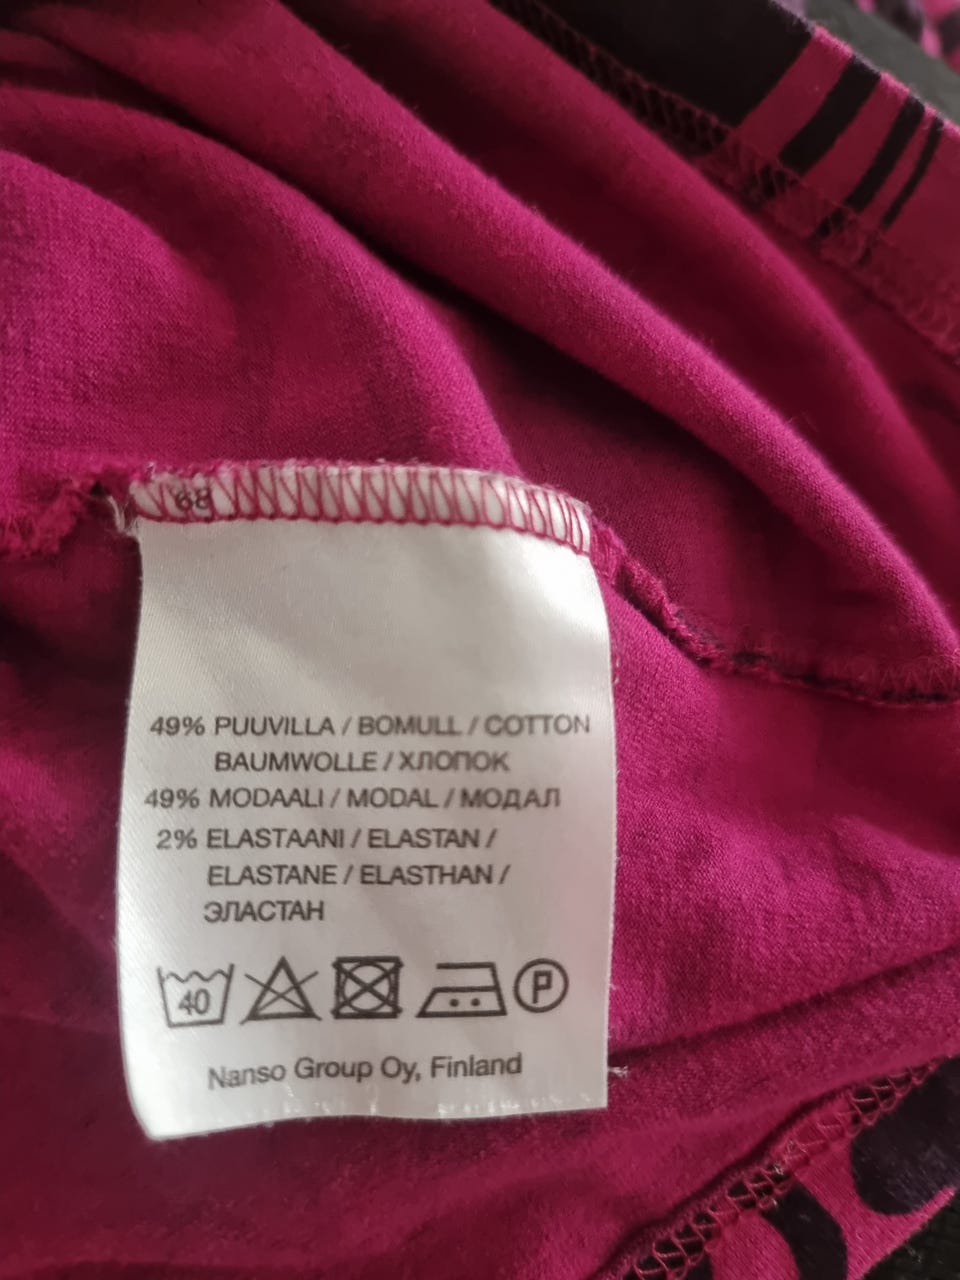 49% PUUVILLA / BOMULL / COTTON
BAUMWOLLE / ХЛОПОК
49% MODAALI / MODAL / МОДАЛ
2% ELASTAANI / ELASTAN /
ELASTANE / ELASTHAN /
ЭЛАСТАН
40 P
Nanso Group Oy, Finland